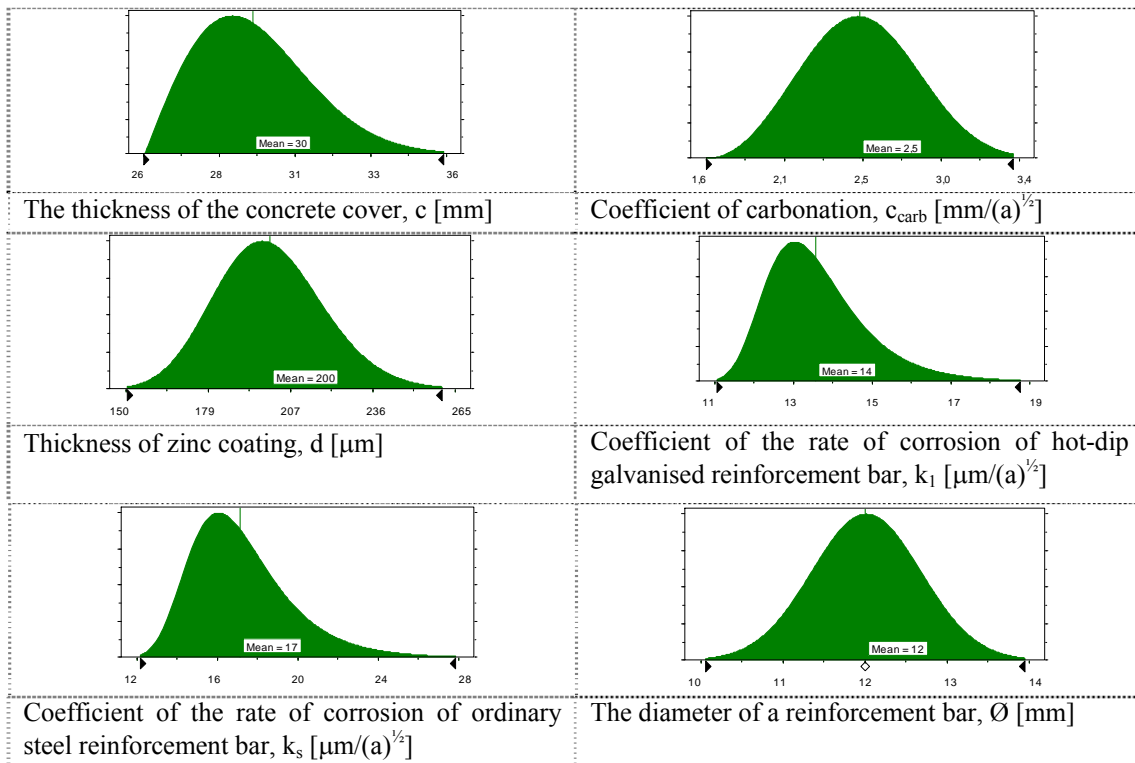 Mean = 30
26 28 31 33 36
The thickness of the concrete cover, c [mm]
Mean = 2,5
1,6 2,1 2,5 3,0 3,4
Coefficient of carbonation, c_carb [mm/(a)^½]
Mean = 200
150 179 207 236 265
Thickness of zinc coating, d [μm]
Mean = 14
11 13 15 17 19
Coefficient of the rate of corrosion of hot-dip
galvanised reinforcement bar, k₁ [μm/(a)^½]
Mean = 17
12 16 20 24 28
Coefficient of the rate of corrosion of ordinary
steel reinforcement bar, k_s [μm/(a)^½]
Mean = 12
10 11 12 13 14
The diameter of a reinforcement bar, Ø [mm]